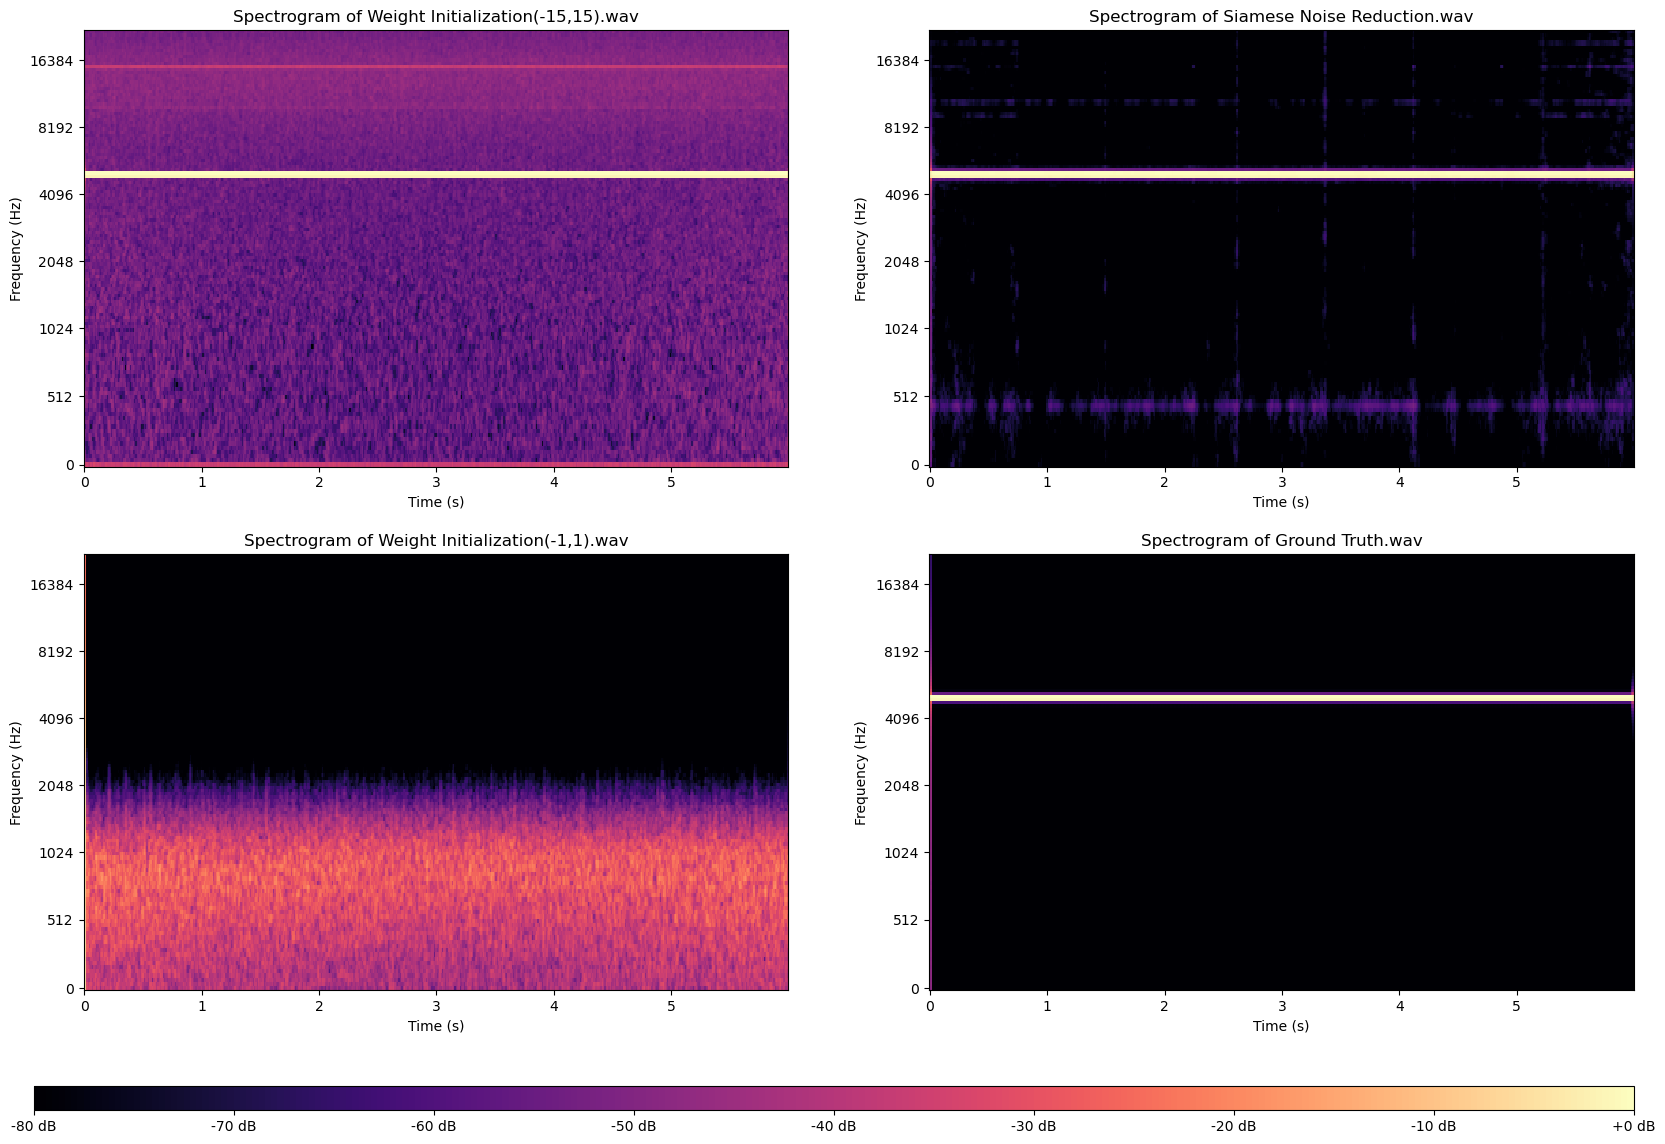 Spectrogram of Weight Initialization(-15,15).wav
Frequency (Hz)
16384
8192
4096
2048
1024
512
0
0 1 2 3 4 5
Time (s)
Spectrogram of Siamese Noise Reduction.wav
Frequency (Hz)
16384
8192
4096
2048
1024
512
0
0 1 2 3 4 5
Time (s)
Spectrogram of Weight Initialization(-1,1).wav
Frequency (Hz)
16384
8192
4096
2048
1024
512
0
0 1 2 3 4 5
Time (s)
Spectrogram of Ground Truth.wav
Frequency (Hz)
16384
8192
4096
2048
1024
512
0
0 1 2 3 4 5
Time (s)
-80 dB -70 dB -60 dB -50 dB -40 dB -30 dB -20 dB -10 dB +0 dB